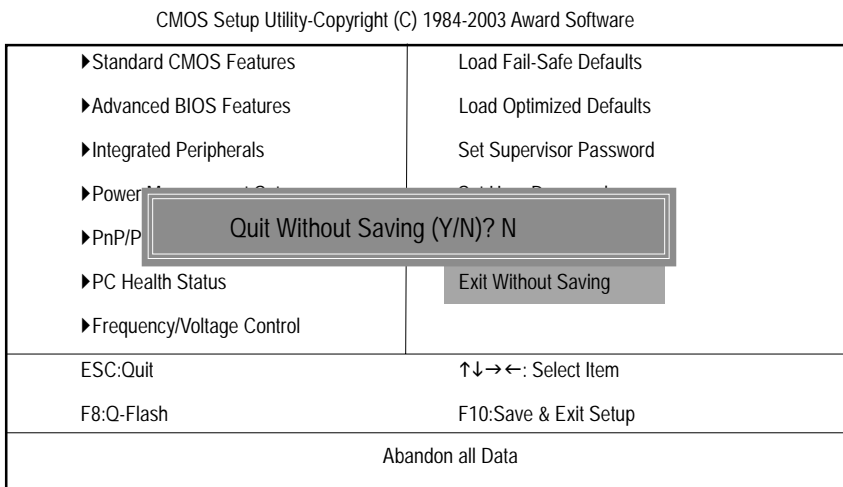 CMOS Setup Utility-Copyright (C) 1984-2003 Award Software
▶Standard CMOS Features
Load Fail-Safe Defaults
▶Advanced BIOS Features
Load Optimized Defaults
▶Integrated Peripherals
Set Supervisor Password
▶Power
▶PnP/P
Quit Without Saving (Y/N)? N
▶PC Health Status
Exit Without Saving
▶Frequency/Voltage Control
ESC:Quit
↑↓→←: Select Item
F8:Q-Flash
F10:Save & Exit Setup
Abandon all Data